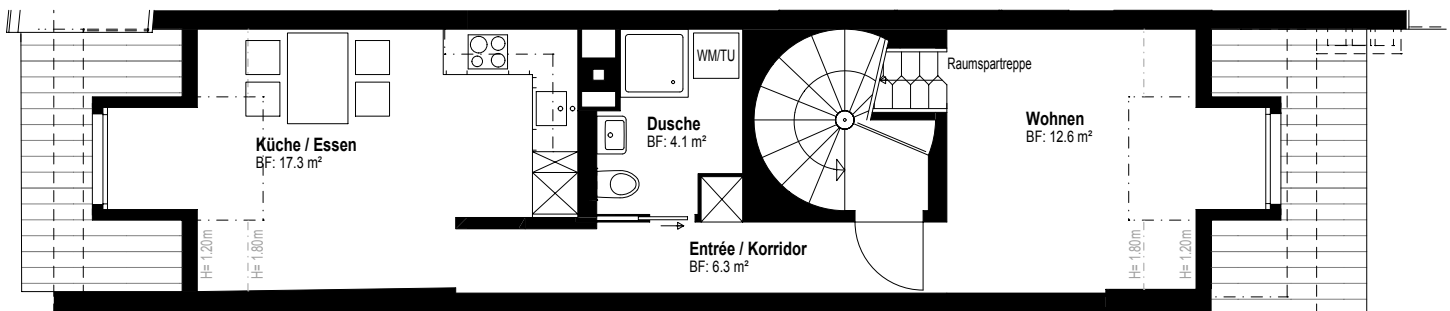 Küche / Essen
BF: 17.3 m²
H= 1.20m
H= 1.80m
WM/TU
Dusche
BF: 4.1 m²
Entrée / Korridor
BF: 6.3 m²
Raumspartreppe
Wohnen
BF: 12.6 m²
H= 1.80m
H= 1.20m